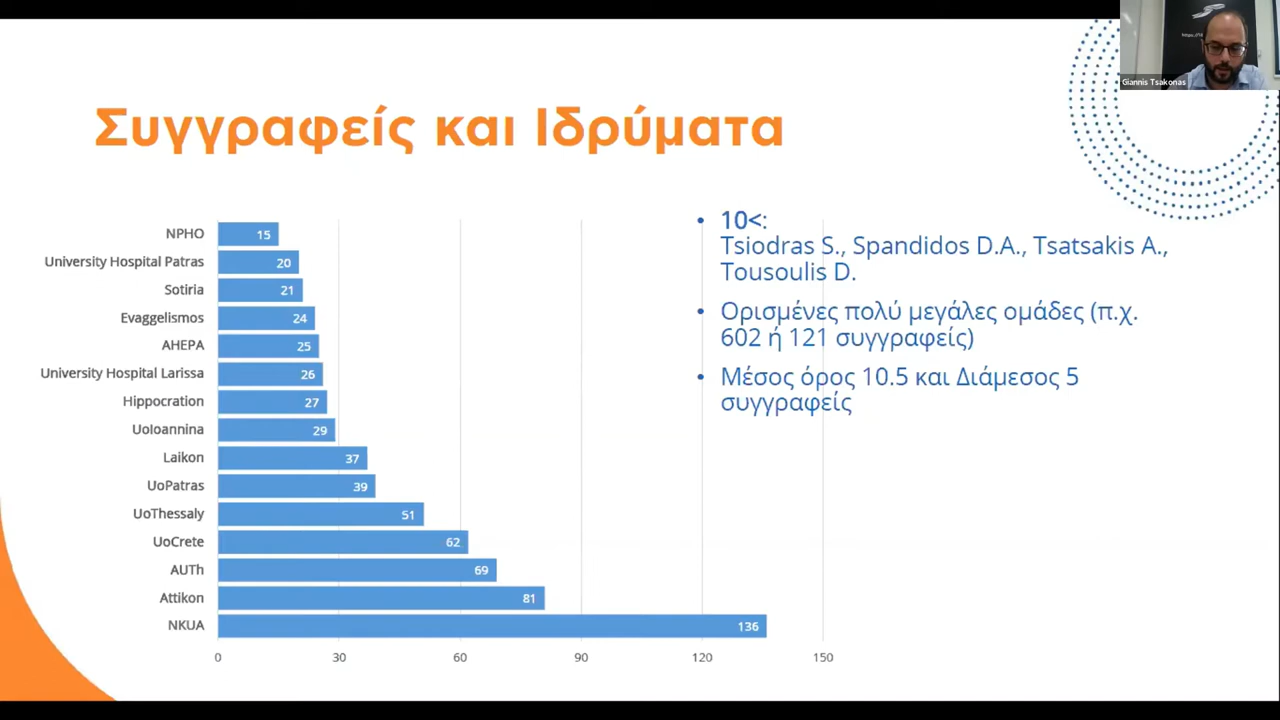 Giannis Tsakonas
Συγγραφείς και Ιδρύματα
NPHO 15
University Hospital Patras 20
Sotiria 21
Evaggelismos 24
AHEPA 25
University Hospital Larissa 26
Hippocration 27
UoIoannina 29
Laikon 37
UoPatras 39
UoThessaly 51
UoCrete 62
AUTh 69
Attikon 81
NKUA 136
0 30 60 90 120 150
• 10<:
Tsiodras S., Spandidos D.A., Tsatsakis A.,
Tousoulis D.
• Ορισμένες πολύ μεγάλες ομάδες (π.χ.
602 ή 121 συγγραφείς)
• Μέσος όρος 10.5 και Διάμεσος 5
συγγραφείς